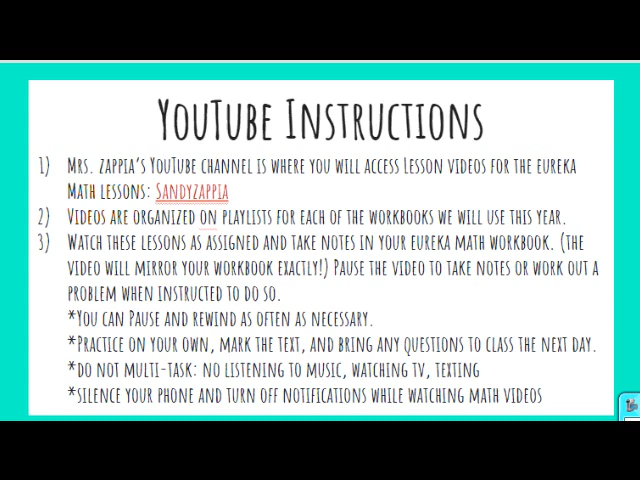 YouTube Instructions
1) Mrs. zappia's YouTube channel is where you will access Lesson videos for the eureka
Math lessons: Sandyzappia
2) Videos are organized on playlists for each of the workbooks we will use this year.
3) Watch these lessons as assigned and take notes in your eureka math workbook. (the
video will mirror your workbook exactly!) Pause the video to take notes or work out a
problem when instructed to do so.
*You can Pause and rewind as often as necessary.
*Practice on your own, mark the text, and bring any questions to class the next day.
*do not multi-task: no listening to music, watching tv, texting
*silence your phone and turn off notifications while watching math videos